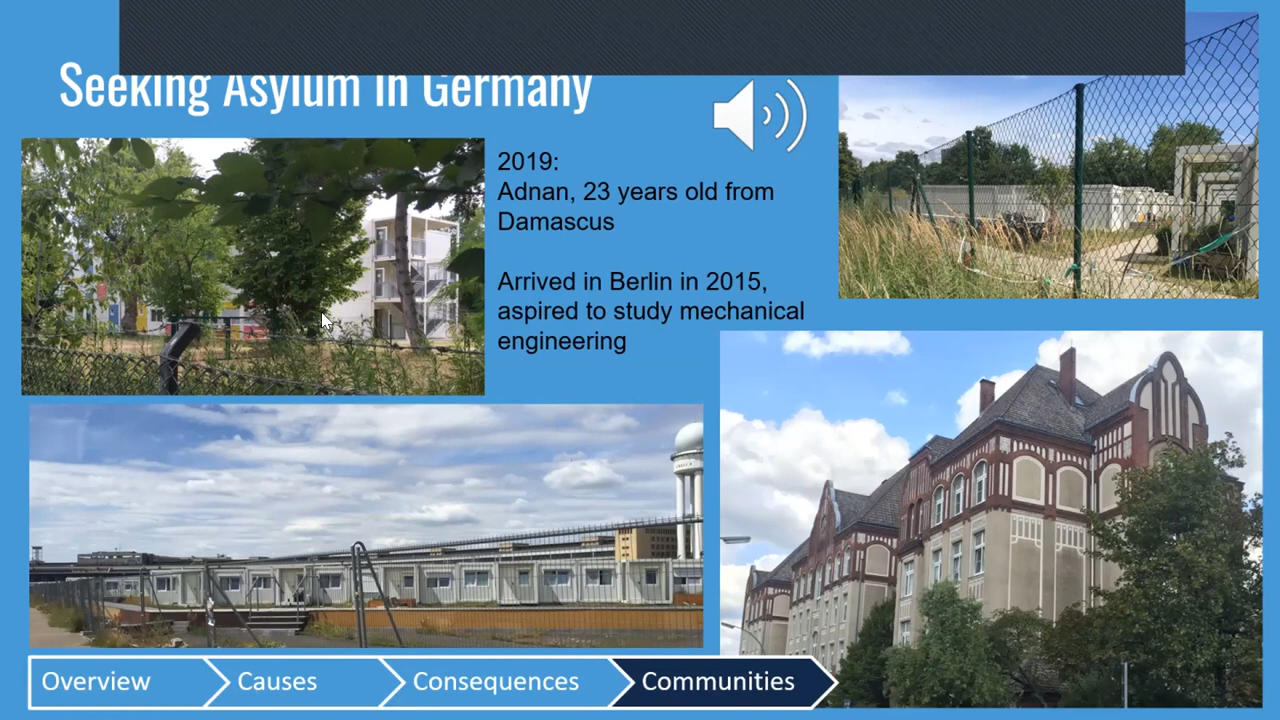 Seeking Asylum in Germany
2019:
Adnan, 23 years old from
Damascus
Arrived in Berlin in 2015,
aspired to study mechanical
engineering
Overview
Causes
Consequences
Communities